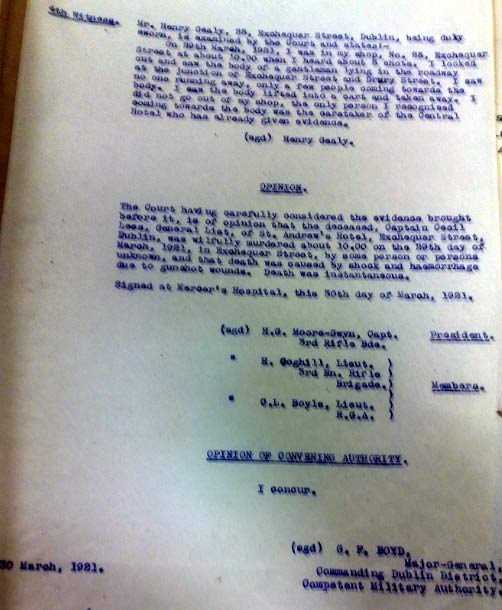 4th Witness. Mr. Henry Gealy, 25, Exchequer Street, Dublin, being duly
sworn, is examined by the Court and states:-
On 29th March, 1921, I was in my shop, No. 25, Exchequer
Street at about 10.00 when I heard about 5 shots. I looked
out and saw the body of a gentleman lying in the roadway
at the junction of Exchequer Street and Drury Street. I saw
no one running away, only a few people coming towards the
body. I saw the body lifted into a cart and taken away. I
did not go out of my shop, the only person I recognised
coming towards the body was the caretaker of the Central
Hotel who has already given evidence.
(sgd) Henry Gealy.
OPINION.
The Court having carefully considered the evidence brought
before it, is of opinion that the deceased, Captain Cecil
Lees, General List, of St. Andrew's Hotel, Exchequer Street,
Dublin, was wilfully murdered about 10.00 on the 29th day of
March, 1921, in Exchequer Street, by some person or persons
unknown, and that death was caused by shock and haemorrhage
due to gunshot wounds. Death was instantaneous.
Signed at Mercer's Hospital, this 30th day of March, 1921.
(sgd) H.G. Moore-Gwyn, Capt. President.
3rd Rifle Bde.
" H. Coghill, Lieut.
3rd Bn. Rifle
Brigade. Members.
" C.L. Boyle, Lieut.
R.G.A.
OPINION OF CONVENING AUTHORITY.
I concur.
(sgd) G. F. BOYD,
Major-General,
30 March, 1921. Commanding Dublin District,
Competent Military Authority.